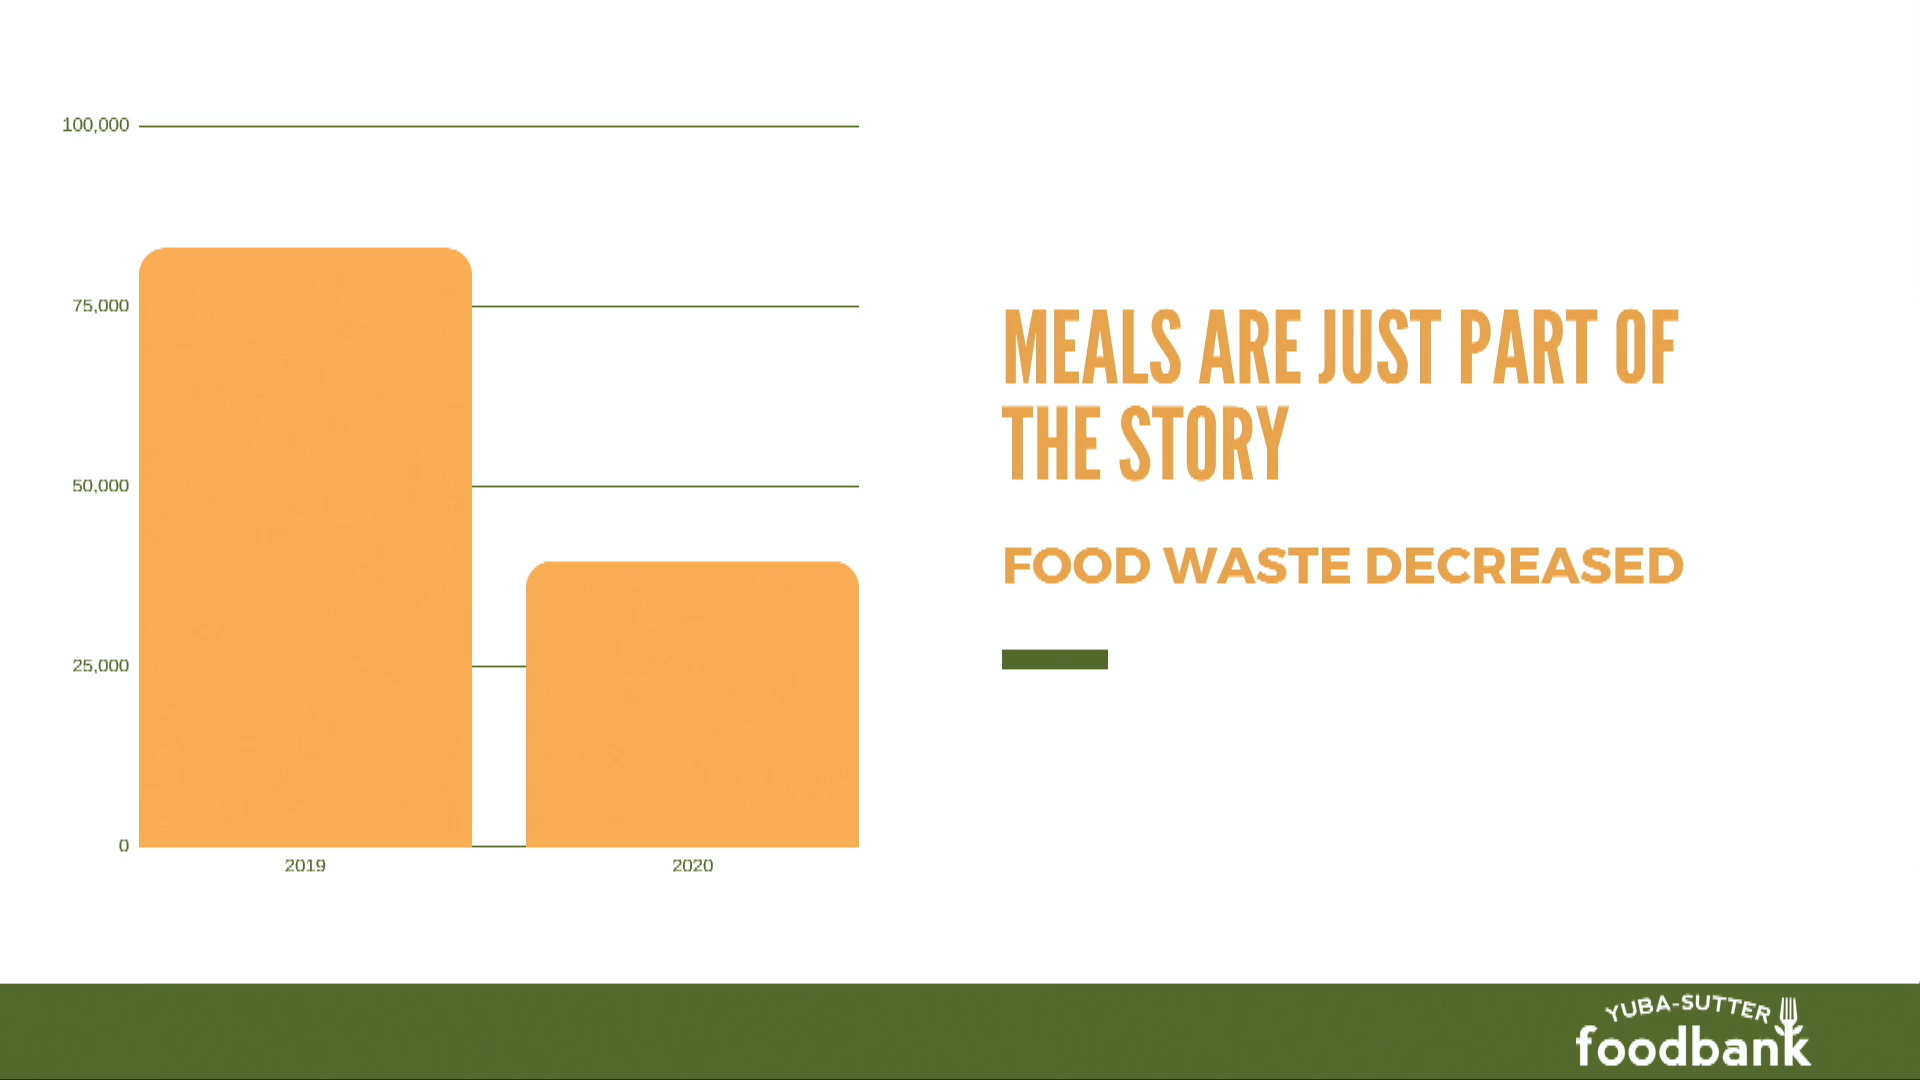 100,000
75,000
50,000
25,000
0
2019
2020
MEALS ARE JUST PART OF
THE STORY
FOOD WASTE DECREASED
YUBA-SUTTER
foodbank